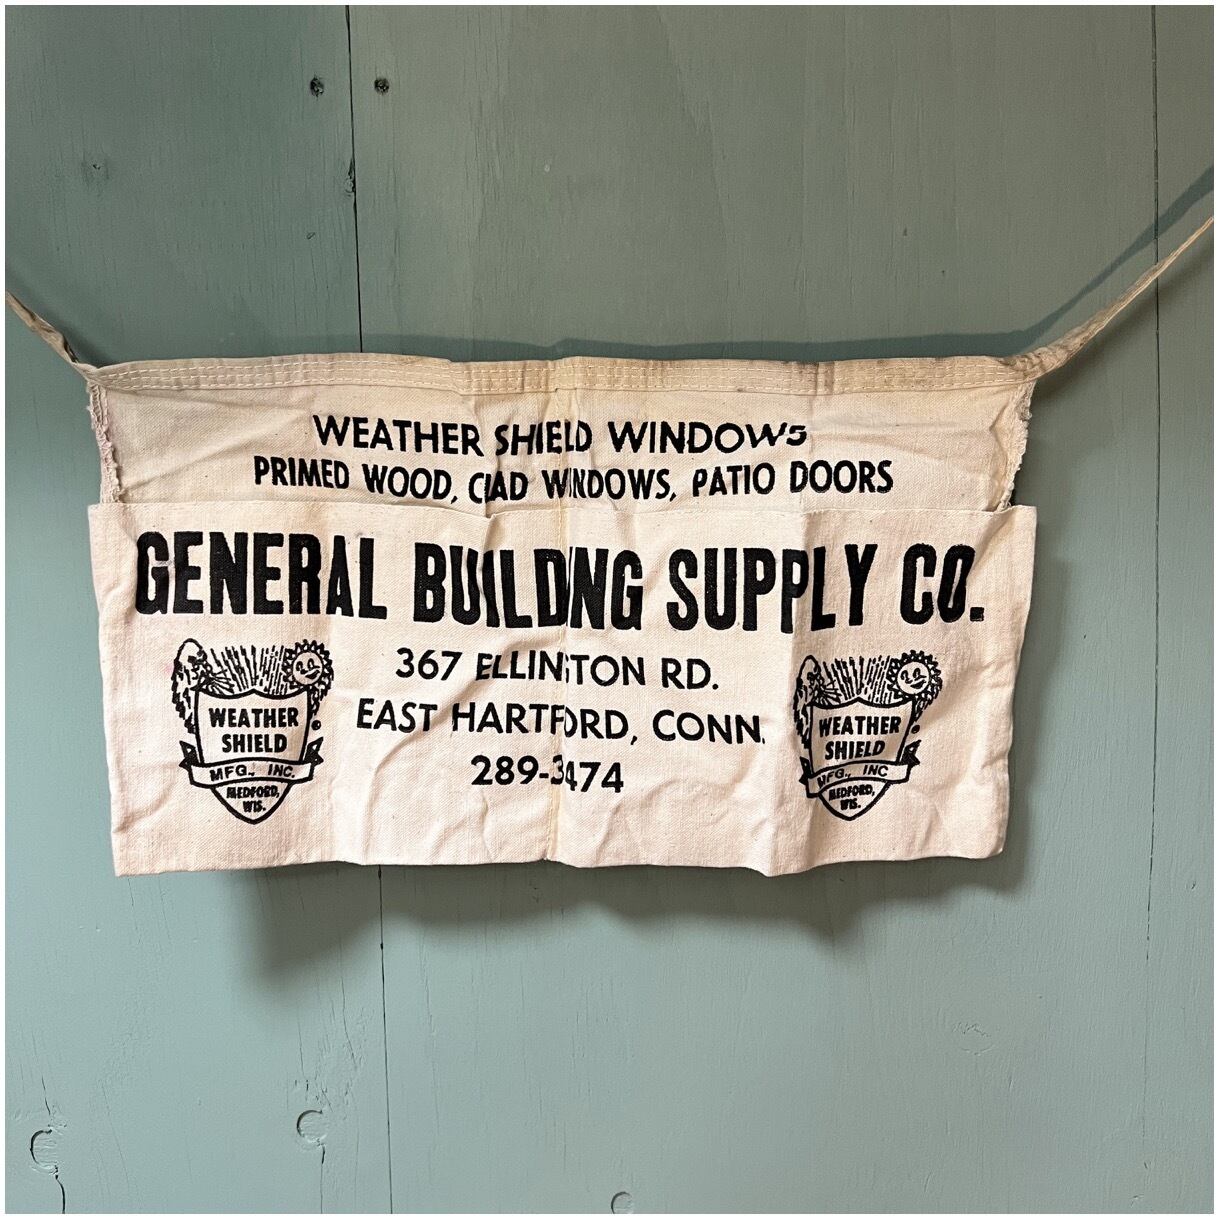 WEATHER SHIELD WINDOWS
PRIMED WOOD, CLAD WINDOWS, PATIO DOORS
GENERAL BUILDING SUPPLY CO.
367 ELLINGTON RD.
EAST HARTFORD, CONN.
289-3474
WEATHER
SHIELD
MFG., INC.
MEDFORD,
WIS.
WEATHER
SHIELD
MFG., INC
MEDFORD,
WIS.